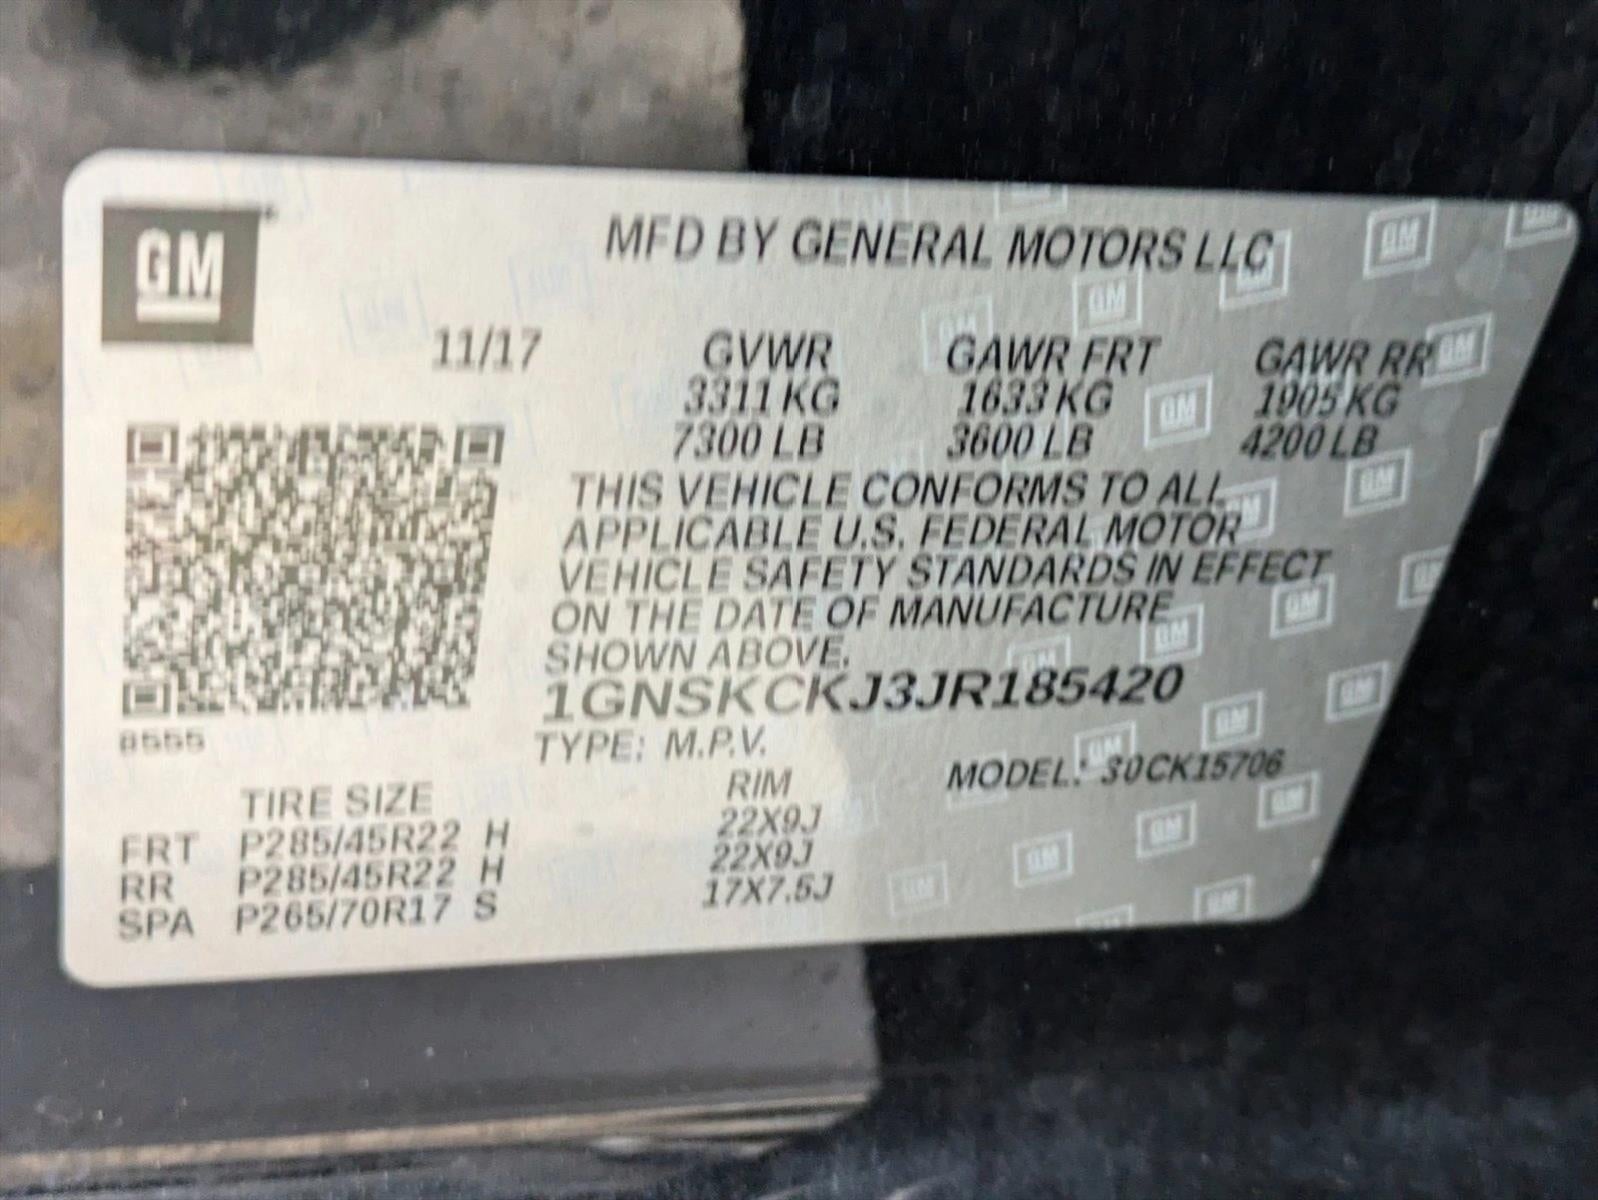 GM
MFD BY GENERAL MOTORS LLC
11/17 GVWR GAWR FRT GAWR RR
3311 KG 1633 KG 1905 KG
7300 LB 3600 LB 4200 LB
THIS VEHICLE CONFORMS TO ALL
APPLICABLE U.S. FEDERAL MOTOR
VEHICLE SAFETY STANDARDS IN EFFECT
ON THE DATE OF MANUFACTURE
SHOWN ABOVE.
1GNSKCKJ3JR185420
8555
TYPE: M.P.V. MODEL: 30CK15706
TIRE SIZE RIM
FRT P285/45R22 H 22X9J
RR P285/45R22 H 22X9J
SPA P265/70R17 S 17X7.5J